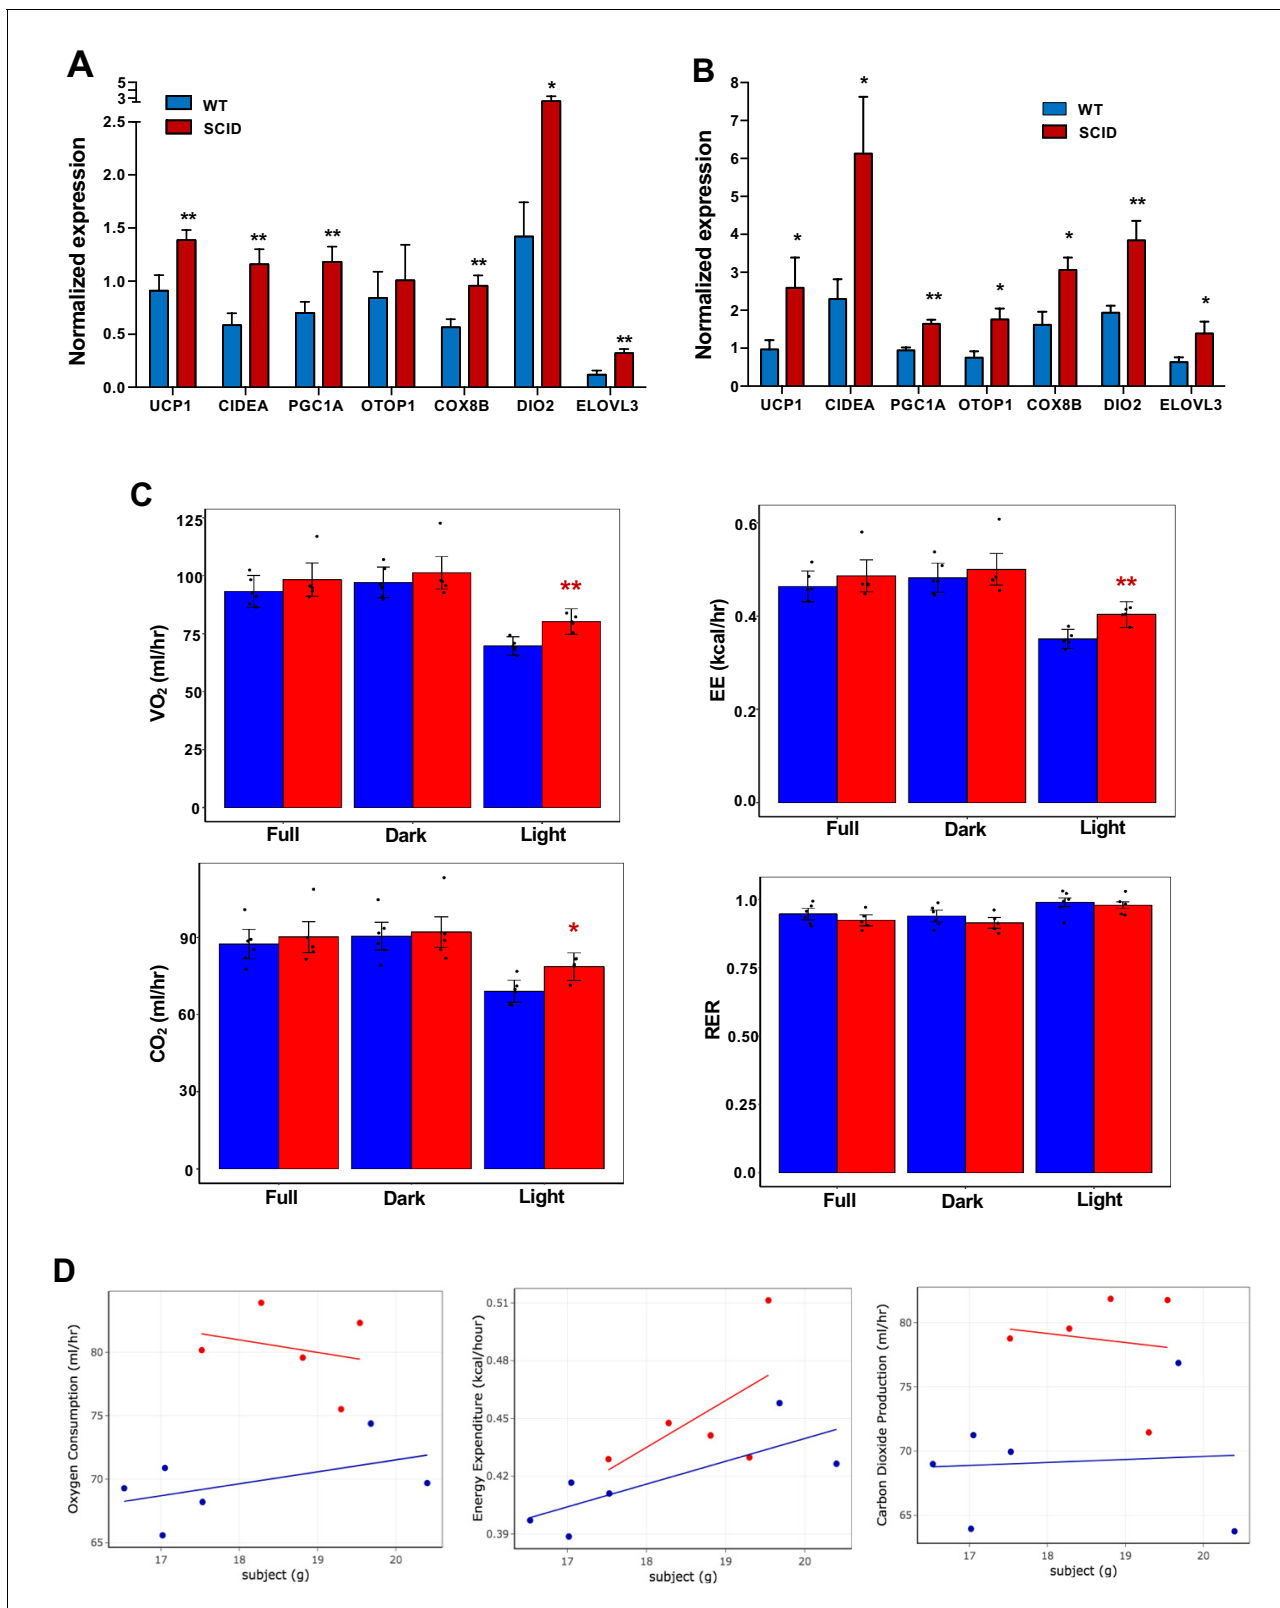 A
5
4
3
2.5
2.0
1.5
1.0
0.5
0.0
Normalized expression
WT
SCID
**
**
**
**
*
**
UCP1 CIDEA PGC1A OTOP1 COX8B DIO2 ELOVL3
B
8
7
6
5
4
3
2
1
0
Normalized expression
WT
SCID
*
*
**
*
*
**
*
UCP1 CIDEA PGC1A OTOP1 COX8B DIO2 ELOVL3
C
125
100
75
50
25
0
VO2 (ml/hr)
**
Full Dark Light
0.6
0.4
0.2
0.0
EE (kcal/hr)
**
Full Dark Light
90
60
30
0
CO2 (ml/hr)
*
Full Dark Light
1.0
0.75
0.50
0.25
0.0
RER
Full Dark Light
D
80
75
70
65
Oxygen Consumption (ml/hr)
17 18 19 20
subject (g)
0.51
0.48
0.45
0.42
0.39
Energy Expenditure (kcal/hour)
17 18 19 20
subject (g)
80
75
70
65
Carbon Dioxide Production (ml/hr)
17 18 19 20
subject (g)